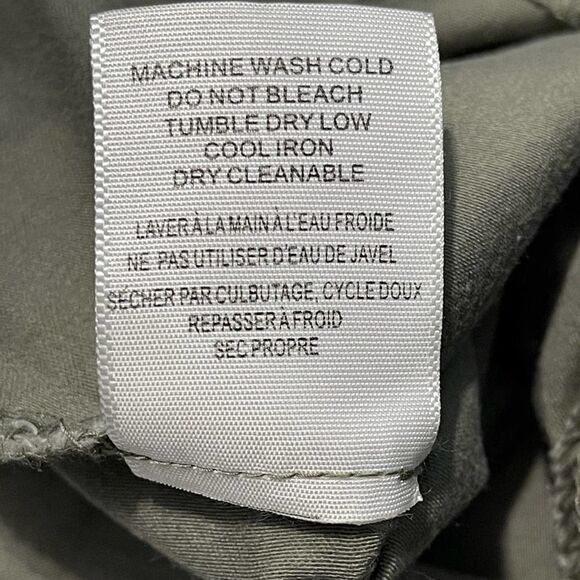 MACHINE WASH COLD
DO NOT BLEACH
TUMBLE DRY LOW
COOL IRON
DRY CLEANABLE
LAVER À LA MAIN À L'EAU FROIDE
NE PAS UTILISER D'EAU DE JAVEL
SÉCHER PAR CULBUTAGE, CYCLE DOUX
REPASSER À FROID
SEC PROPRE